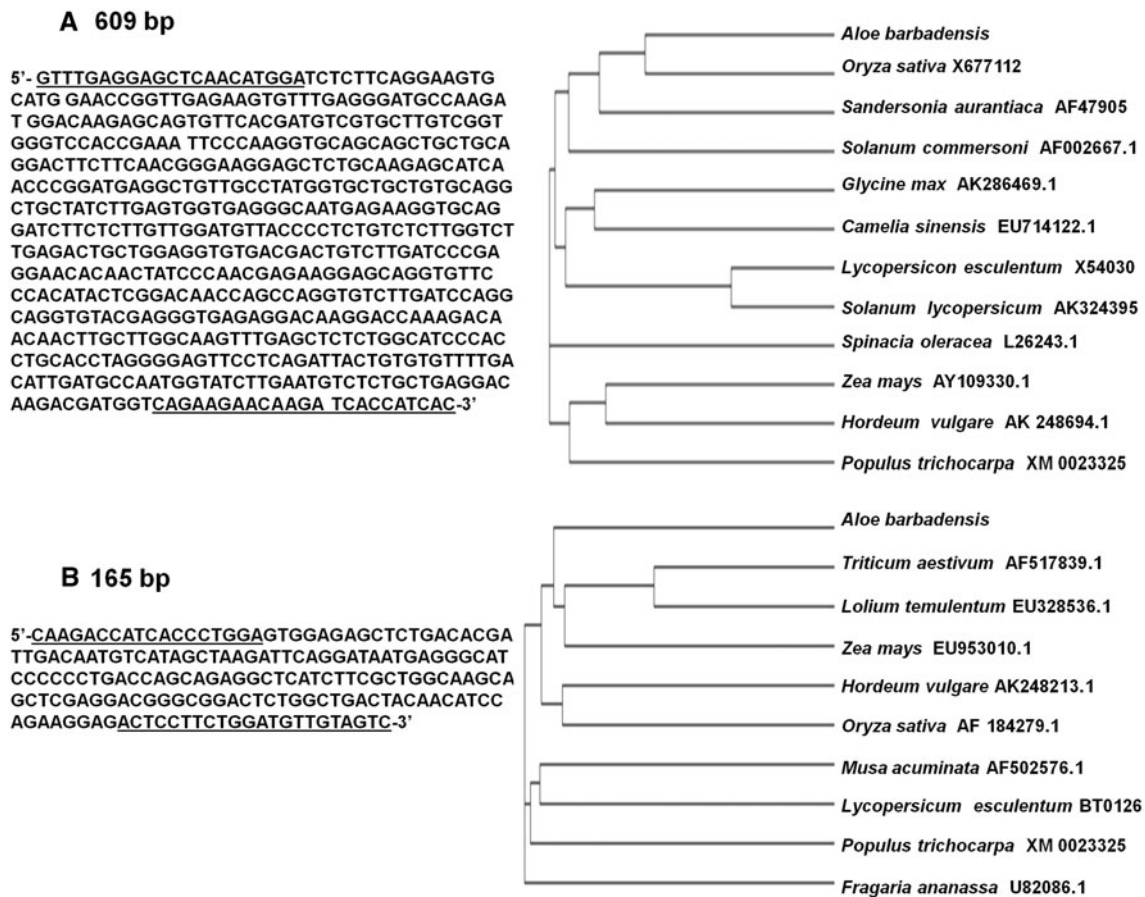 A 609 bp
5’- GTTTGAGGAGCTCAACATGGATCTCTTCAGGAAGTG
CATG GAACCGGTTGAGAAGTGTTTGAGGGATGCCAAGA
T GGACAAGAGCAGTGTTCACGATGTCGTGCTTGTCGGT
GGGTCCACCGAAA TTCCCAAGGTGCAGCAGCTGCTGCA
GGACTTCTTCAACGGGAAGGAGCTCTGCAAGAGCATCA
ACCCGGATGAGGCTGTTGCCTATGGTGCTGCTGTGCAGG
CTGCTATCTTGAGTGGTGAGGGCAATGAGAAGGTGCAG
GATCTTCTCTTGTTGGATGTTACCCCTCTGTCTCTTGGTCT
TGAGACTGCTGGAGGTGTGACGACTGTCTTGATCCCGA
GGAACACAACTATCCCAACGAGAAGGAGCAGGTGTTC
CCACATACTCGGACAACCAGCCAGGTGTCTTGATCCAGG
CAGGTGTACGAGGGTGAGAGGACAAGGACCAAAGACA
ACAACTTGCTTGGCAAGTTTGAGCTCTCTGGCATCCCAC
CTGCACCTAGGGGAGTTCCTCAGATTACTGTGTGTTTTGA
CATTGATGCCAATGGTATCTTGAATGTCTCTGCTGAGGAC
AAGACGATGGTCAGAAGAACAAGA TCACCATCAC-3’
Aloe barbadensis
Oryza sativa X677112
Sandersonia aurantiaca AF47905
Solanum commersoni AF002667.1
Glycine max AK286469.1
Camelia sinensis EU714122.1
Lycopersicon esculentum X54030
Solanum lycopersicum AK324395
Spinacia oleracea L26243.1
Zea mays AY109330.1
Hordeum vulgare AK 248694.1
Populus trichocarpa XM 0023325
B 165 bp
5’-CAAGACCATCACCCTGGAGTGGAGAGCTCTGACACGA
TTGACAATGTCATAGCTAAGATTCAGGATAATGAGGGCAT
CCCCCCTGACCAGCAGAGGCTCATCTTCGCTGGCAAGCA
GCTCGAGGACGGGCGGACTCTGGCTGACTACAACATCC
AGAAGGAGACTCCTTCTGGATGTTGTAGTC-3’
Aloe barbadensis
Triticum aestivum AF517839.1
Lolium temulentum EU328536.1
Zea mays EU953010.1
Hordeum vulgare AK248213.1
Oryza sativa AF 184279.1
Musa acuminata AF502576.1
Lycopersicum esculentum BT0126
Populus trichocarpa XM 0023325
Fragaria ananassa U82086.1